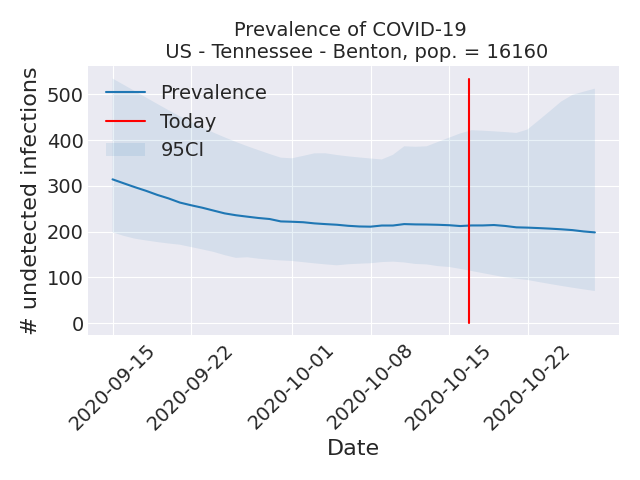 Prevalence of COVID-19
US - Tennessee - Benton, pop. = 16160
# undetected infections
500
400
300
200
100
0
Prevalence
Today
95CI
2020-09-15
2020-09-22
2020-10-01
2020-10-08
2020-10-15
2020-10-22
Date